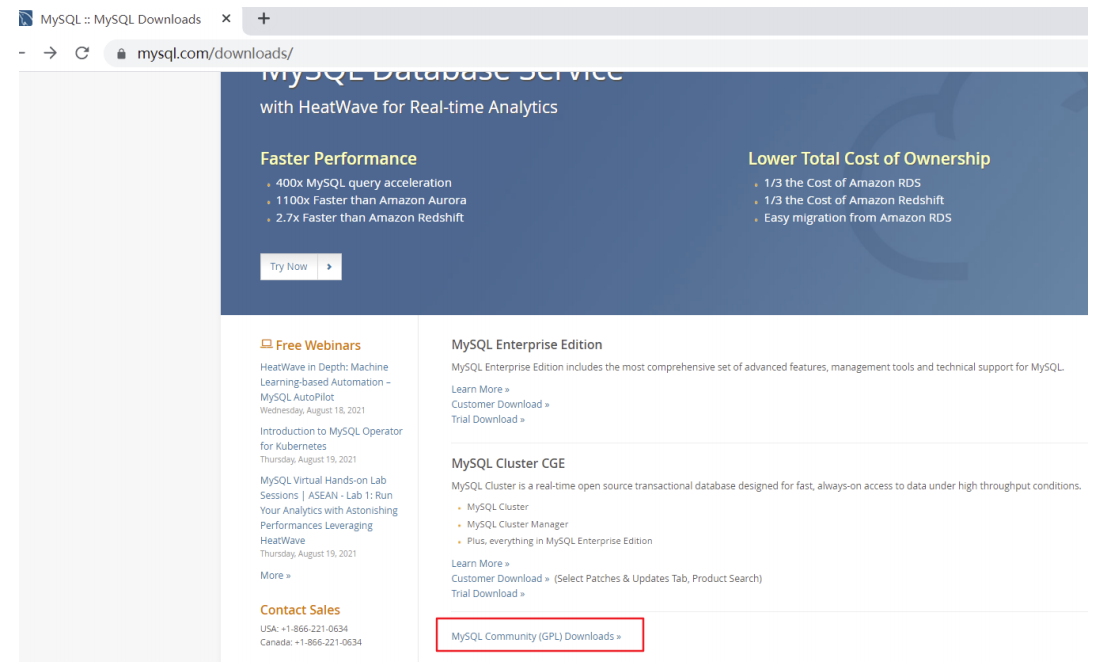 MySQL :: MySQL Downloads
mysql.com/downloads/
MySQL Database Service
with HeatWave for Real-time Analytics
Faster Performance
400x MySQL query acceleration
1100x Faster than Amazon Aurora
2.7x Faster than Amazon Redshift
Lower Total Cost of Ownership
1/3 the Cost of Amazon RDS
1/3 the Cost of Amazon Redshift
Easy migration from Amazon RDS
Try Now
Free Webinars
HeatWave in Depth: Machine
Learning-based Automation –
MySQL AutoPilot
Wednesday, August 18, 2021
Introduction to MySQL Operator
for Kubernetes
Thursday, August 19, 2021
MySQL Virtual Hands-on Lab
Sessions | ASEAN - Lab 1: Run
Your Analytics with Astonishing
Performances Leveraging
HeatWave
Thursday, August 19, 2021
More »
Contact Sales
USA: +1-866-221-0634
Canada: +1-866-221-0634
MySQL Enterprise Edition
MySQL Enterprise Edition includes the most comprehensive set of advanced features, management tools and technical support for MySQL.
Learn More »
Customer Download »
Trial Download »
MySQL Cluster CGE
MySQL Cluster is a real-time open source transactional database designed for fast, always-on access to data under high throughput conditions.
MySQL Cluster
MySQL Cluster Manager
Plus, everything in MySQL Enterprise Edition
Learn More »
Customer Download » (Select Patches & Updates Tab, Product Search)
Trial Download »
MySQL Community (GPL) Downloads »